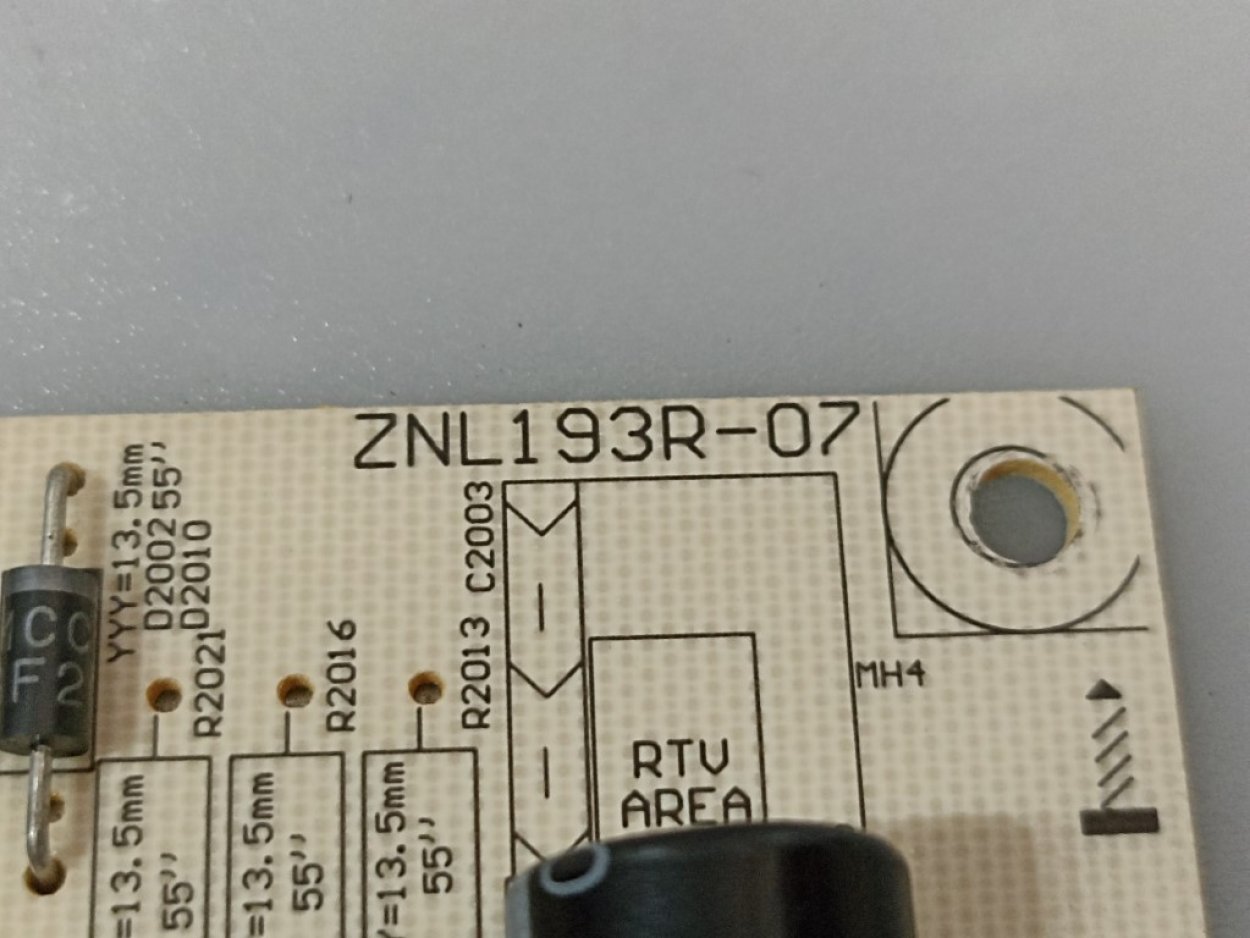 ZNL193R-07
YYY=13.5mm
D2002 55''
D2010
R2021
R2016
R2013
C2003
MH4
RTV
AREA
=13.5mm
55''
=13.5mm
55''
=13.5mm
55''